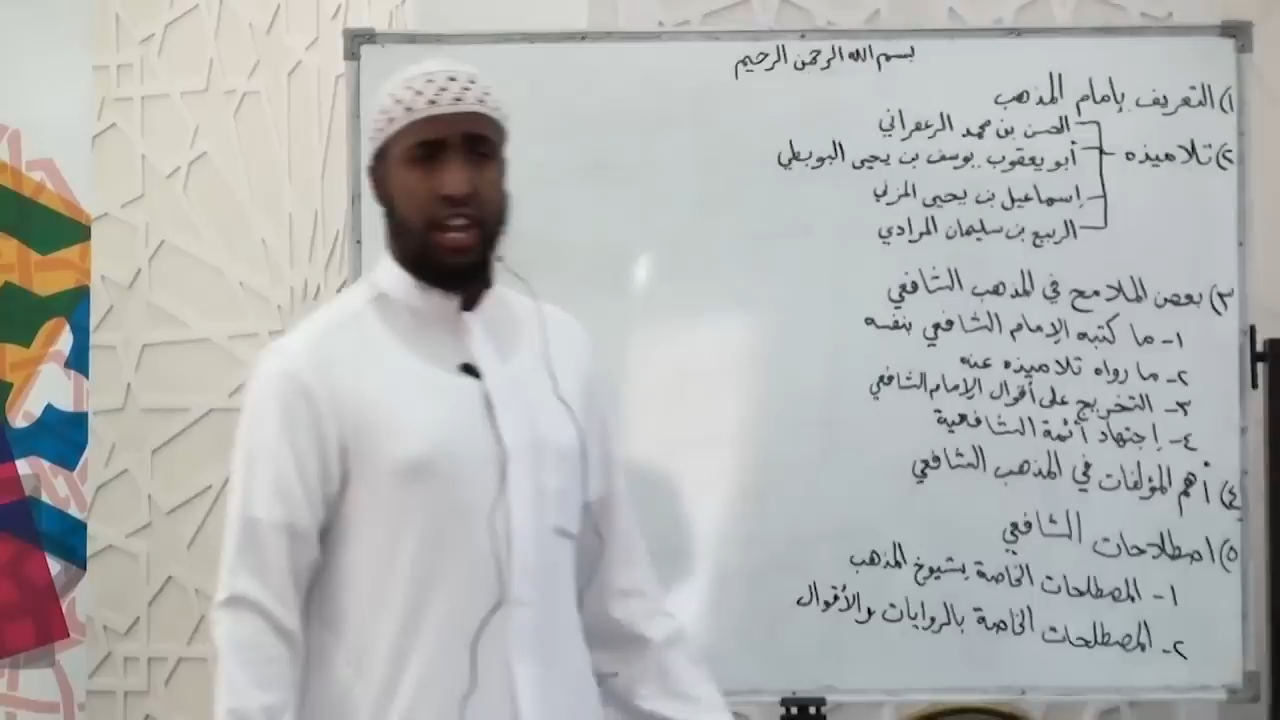 بسم الله الرحمن الرحيم
١) التعريف بإمام المذهب
٢) تلاميذه
الحسن بن محمد الزعفراني
أبو يعقوب يوسف بن يحيى البويطي
إسماعيل بن يحيى المزني
الربيع بن سليمان المرادي
٣) بعض الملامح في المذهب الشافعي
١- ما كتبه الإمام الشافعي بنفسه
٢- ما رواه تلاميذه عنه
٣- التخريج على أقوال الإمام الشافعي
٤- إجتهاد أئمة الشافعية
٤) أهم المؤلفات في المذهب الشافعي
٥) اصطلاحات الشافعي
١- المصطلحات الخاصة بشيوخ المذهب
٢- المصطلحات الخاصة بالروايات والأقوال